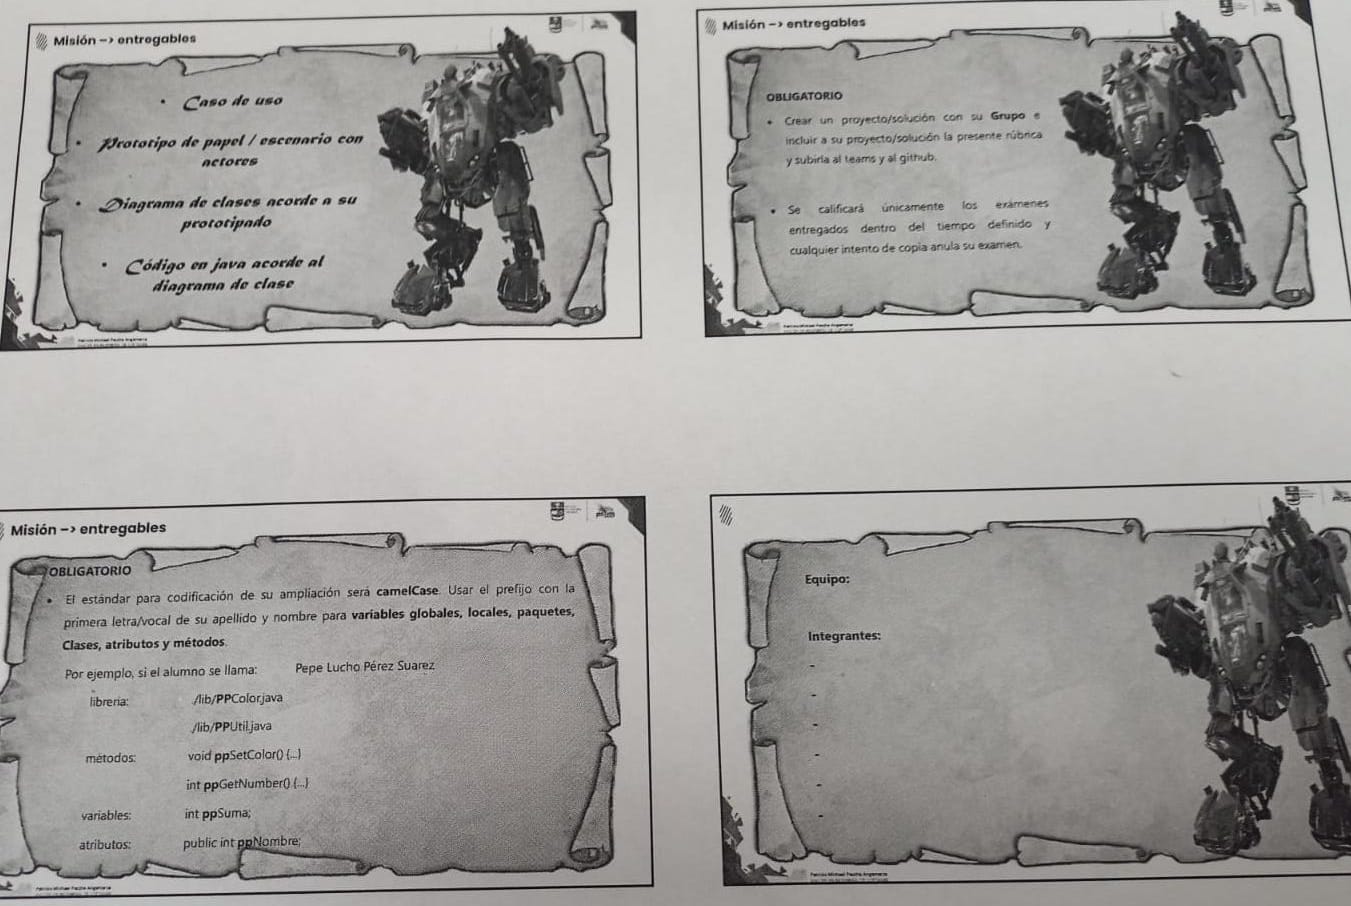 Misión -> entregables
• Caso de uso
• Prototipo de papel / escenario con
actores
• Diagrama de clases acorde a su
prototipado
• Código en java acorde al
diagrama de clase
Misión -> entregables
OBLIGATORIO
• Crear un proyecto/solución con su Grupo e
incluir a su proyecto/solución la presente rúbrica
y subirla al teams y al github.
• Se calificará únicamente los exámenes
entregados dentro del tiempo definido y
cualquier intento de copia anula su examen.
Misión -> entregables
OBLIGATORIO
• El estándar para codificación de su ampliación será camelCase. Usar el prefijo con la
primera letra/vocal de su apellido y nombre para variables globales, locales, paquetes,
Clases, atributos y métodos.
Por ejemplo, si el alumno se llama: Pepe Lucho Pérez Suarez
libreria: ./lib/PPColor.java
./lib/PPUtil.java
métodos: void ppSetColor() {...}
int ppGetNumber() {...}
variables: int ppSuma;
atributos: public int ppNombre;
Equipo:
Integrantes:
-
-
-
-
-
-